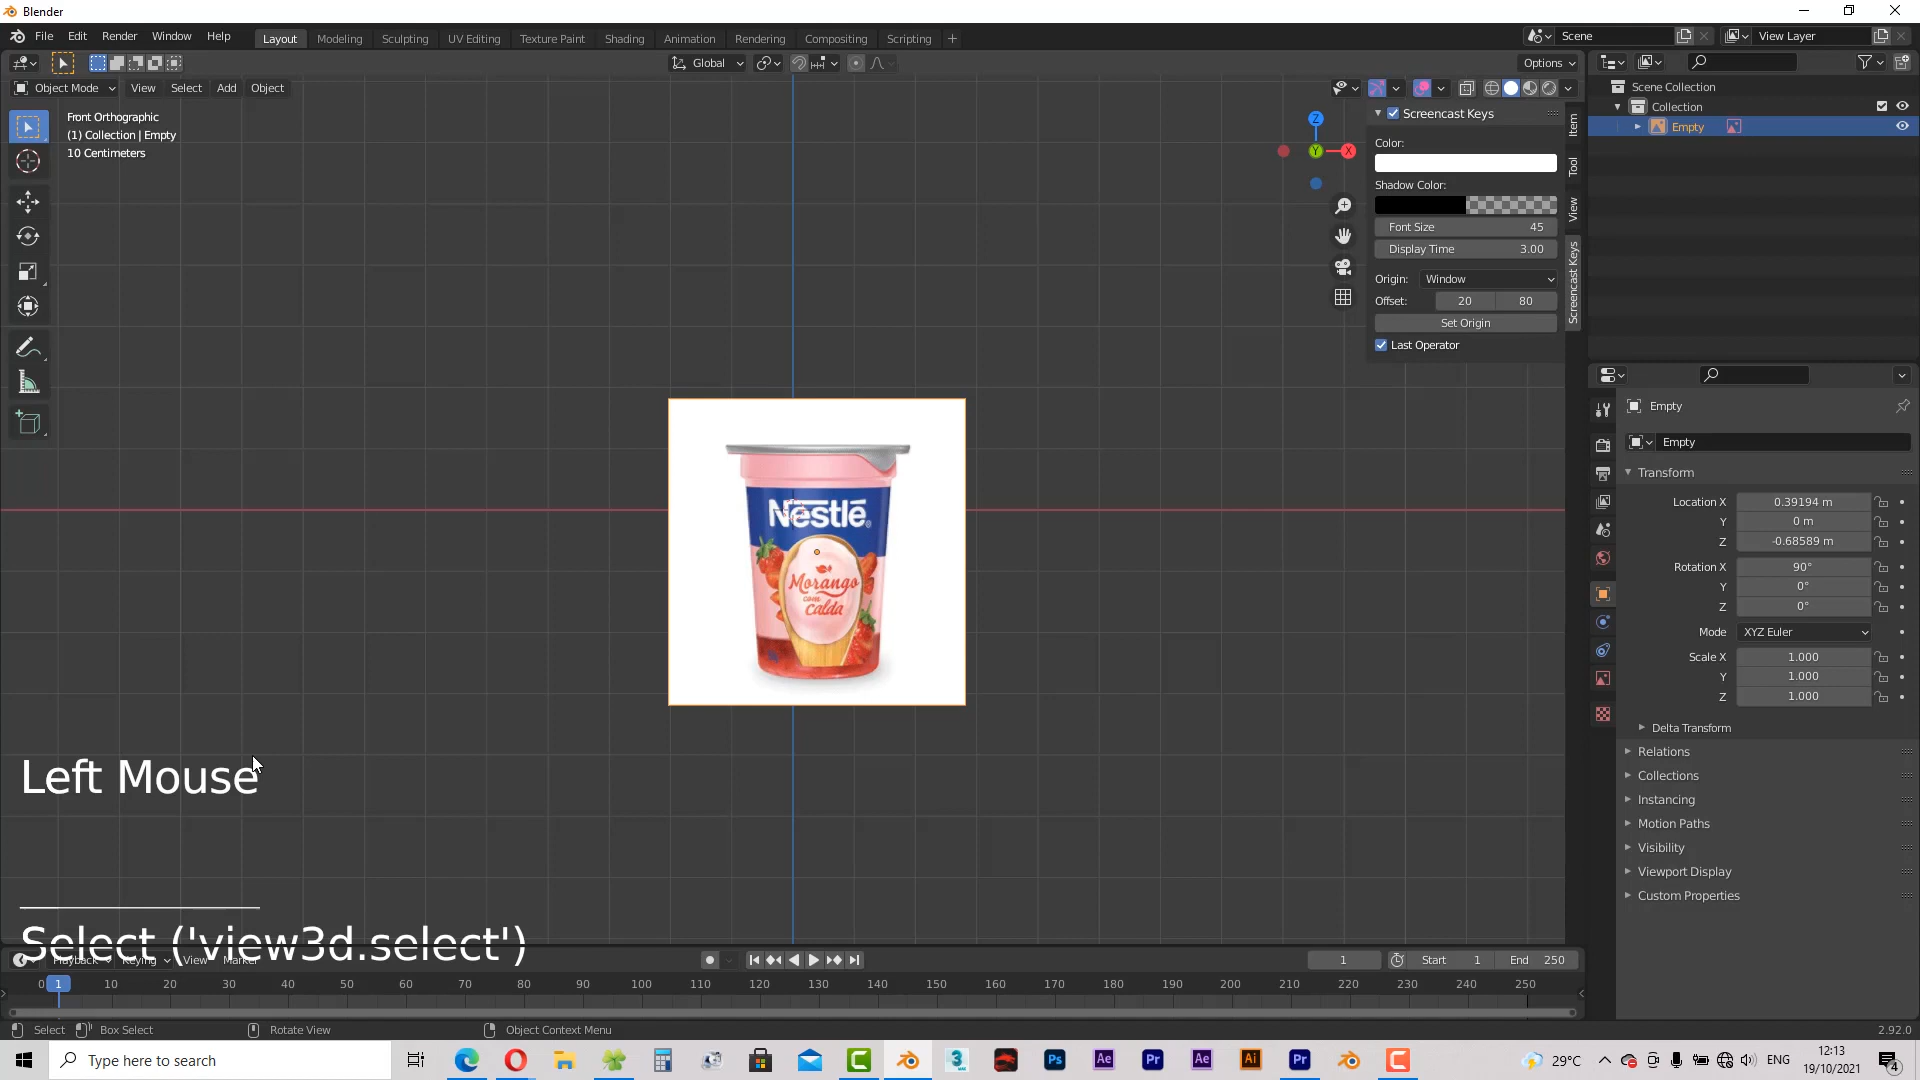 Blender
File Edit Render Window Help
Layout Modeling Sculpting UV Editing Texture Paint Shading Animation Rendering Compositing Scripting +
Scene
View Layer
Global
Options
Object Mode View Select Add Object
Front Orthographic
(1) Collection | Empty
10 Centimeters
Z
Y
X
Screencast Keys
Color:
Shadow Color:
Font Size 45
Display Time 3.00
Origin: Window
Offset: 20 80
Set Origin
Last Operator
Item
Tool
View
Screencast Keys
Scene Collection
Collection
Empty
Empty
Empty
Transform
Location X 0.39194 m
Y 0 m
Z -0.68589 m
Rotation X 90°
Y 0°
Z 0°
Mode XYZ Euler
Scale X 1.000
Y 1.000
Z 1.000
Delta Transform
Relations
Collections
Instancing
Motion Paths
Visibility
Viewport Display
Custom Properties
Nestlé
Morango
com
calda
Left Mouse
Select ('view3d.select')
Playback Keying View Marker
1
Start 1
End 250
0 1 10 20 30 40 50 60 70 80 90 100 110 120 130 140 150 160 170 180 190 200 210 220 230 240 250
Select Box Select Rotate View Object Context Menu
2.92.0
Type here to search
29°C
ENG
12:13
19/10/2021
4